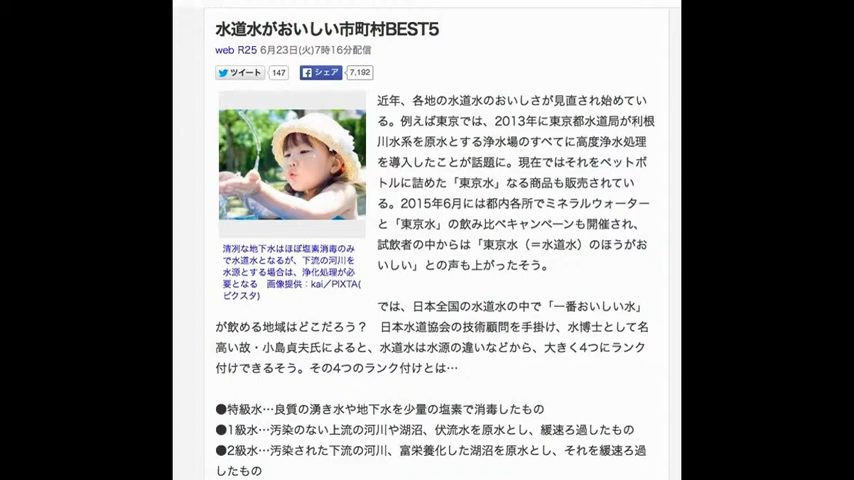 水道水がおいしい市町村BEST5
web R25 6月23日(火)7時16分配信
ツイート 147 シェア 7,192
近年、各地の水道水のおいしさが見直され始めてい
る。例えば東京では、2013年に東京都水道局が利根
川水系を原水とする浄水場のすべてに高度浄水処理
を導入したことが話題に。現在ではそれをペットボ
トルに詰めた「東京水」なる商品も販売されてい
る。2015年6月には都内各所でミネラルウォーター
と「東京水」の飲み比べキャンペーンも開催され、
試飲者の中からは「東京水（＝水道水）のほうがお
いしい」との声も上がったそう。
清冽な地下水はほぼ塩素消毒のみ
で水道水となるが、下流の河川を
水源とする場合は、浄化処理が必
要となる　画像提供：kai／PIXTA(
ピクスタ)
では、日本全国の水道水の中で「一番おいしい水」
が飲める地域はどこだろう？　日本水道協会の技術顧問を手掛け、水博士として名
高い故・小島貞夫氏によると、水道水は水源の違いなどから、大きく4つにランク
付けできるそう。その4つのランク付けとは…
●特級水…良質の湧き水や地下水を少量の塩素で消毒したもの
●1級水…汚染のない上流の河川や湖沼、伏流水を原水とし、緩速ろ過したもの
●2級水…汚染された下流の河川、富栄養化した湖沼を原水とし、それを緩速ろ過
したもの